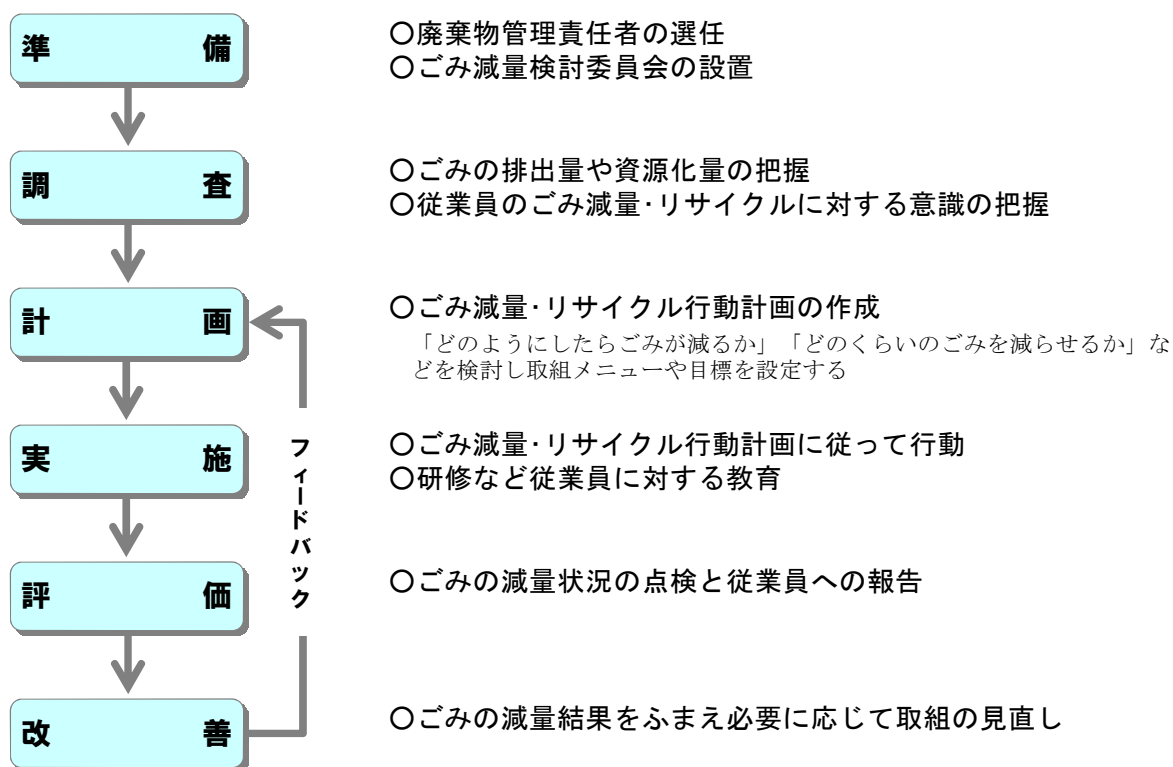 準備
〇廃棄物管理責任者の選任
〇ごみ減量検討委員会の設置
調査
〇ごみの排出量や資源化量の把握
〇従業員のごみ減量･リサイクルに対する意識の把握
計画
〇ごみ減量･リサイクル行動計画の作成
「どのようにしたらごみが減るか」「どのくらいのごみを減らせるか」な
どを検討し取組メニューや目標を設定する
実施
〇ごみ減量･リサイクル行動計画に従って行動
〇研修など従業員に対する教育
フィードバック
評価
〇ごみの減量状況の点検と従業員への報告
改善
〇ごみの減量結果をふまえ必要に応じて取組の見直し